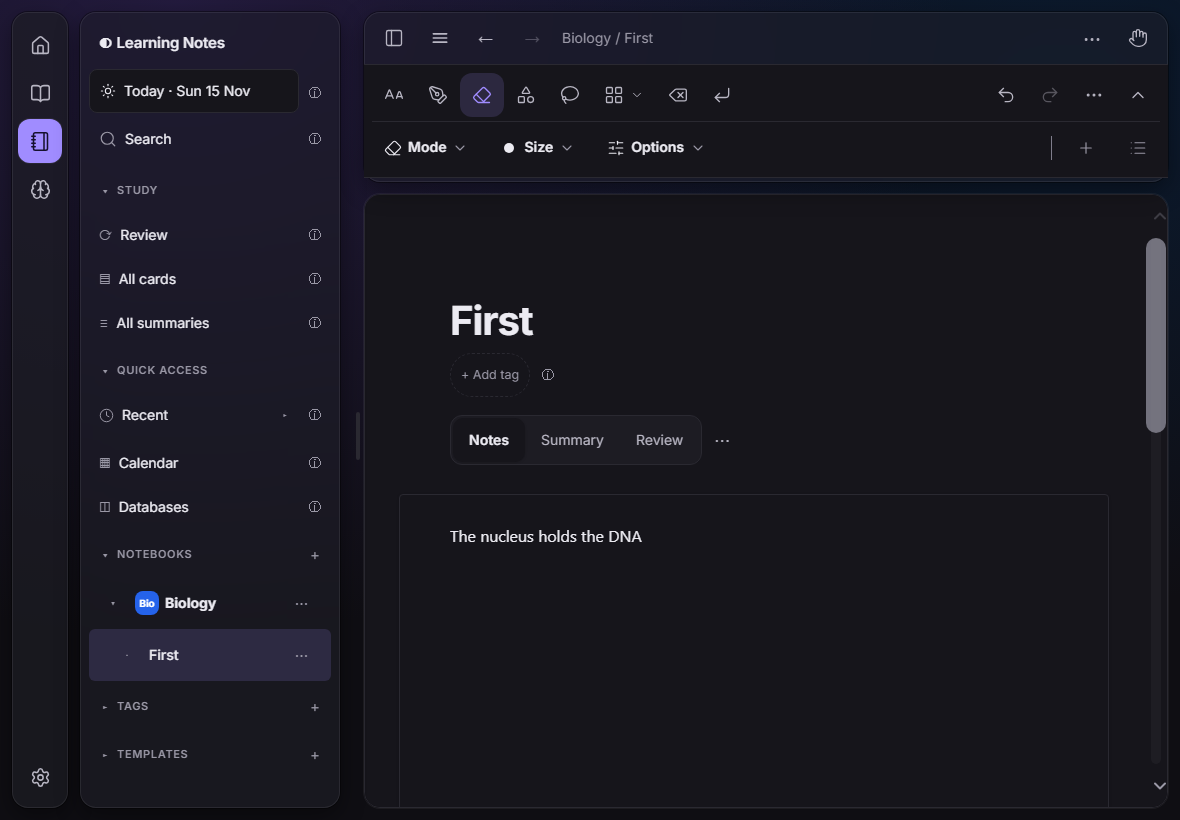 Learning Notes
Today · Sun 15 Nov
Search
STUDY
Review
All cards
All summaries
QUICK ACCESS
Recent
Calendar
Databases
NOTEBOOKS
Bio Biology
First
TAGS
TEMPLATES
Biology / First
AA
Mode Size Options
First
+ Add tag
Notes Summary Review
The nucleus holds the DNA